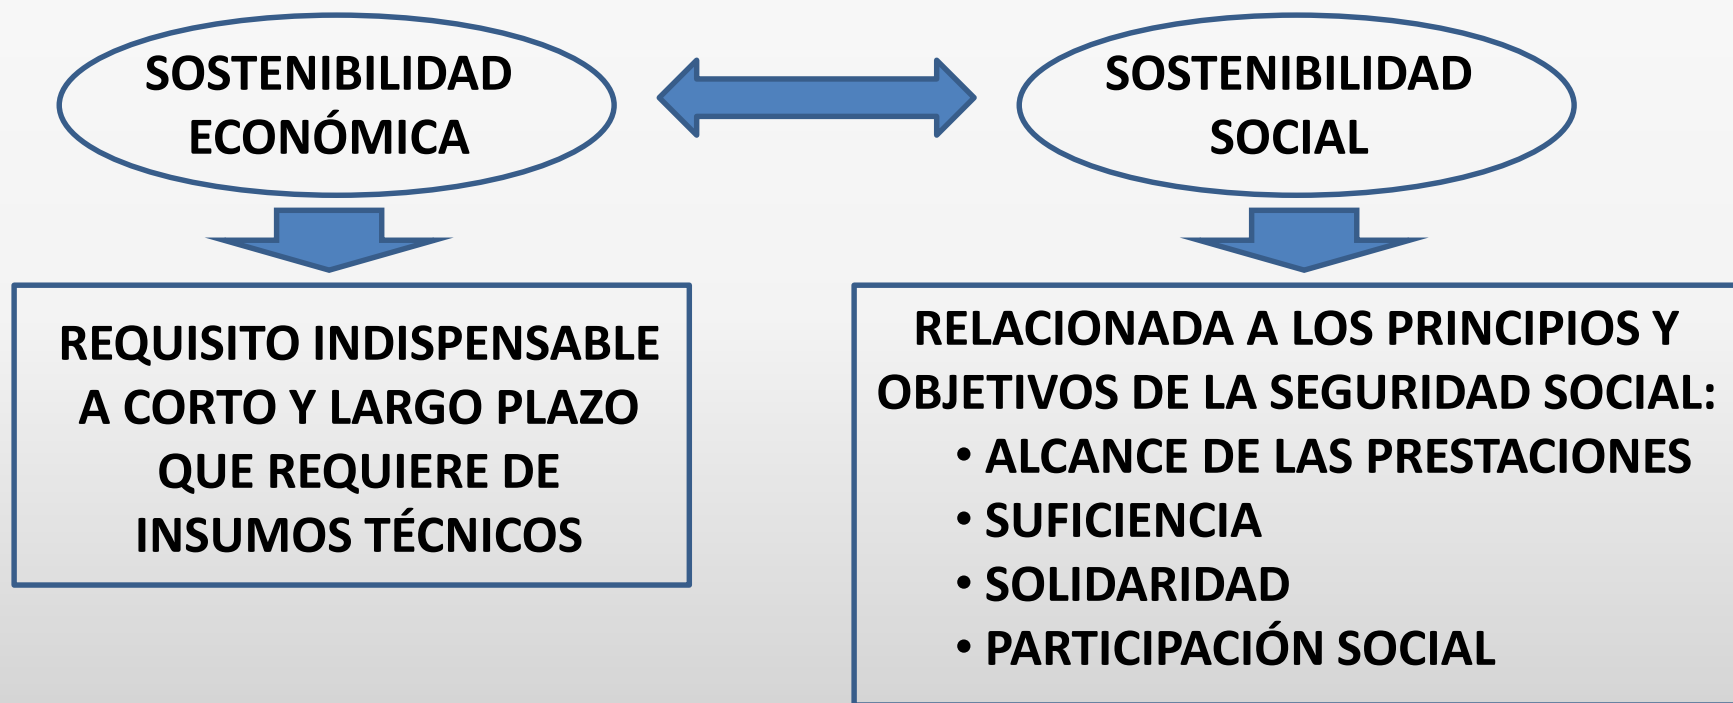 SOSTENIBILIDAD
ECONÓMICA
SOSTENIBILIDAD
SOCIAL
REQUISITO INDISPENSABLE
A CORTO Y LARGO PLAZO
QUE REQUIERE DE
INSUMOS TÉCNICOS
RELACIONADA A LOS PRINCIPIOS Y
OBJETIVOS DE LA SEGURIDAD SOCIAL:
• ALCANCE DE LAS PRESTACIONES
• SUFICIENCIA
• SOLIDARIDAD
• PARTICIPACIÓN SOCIAL